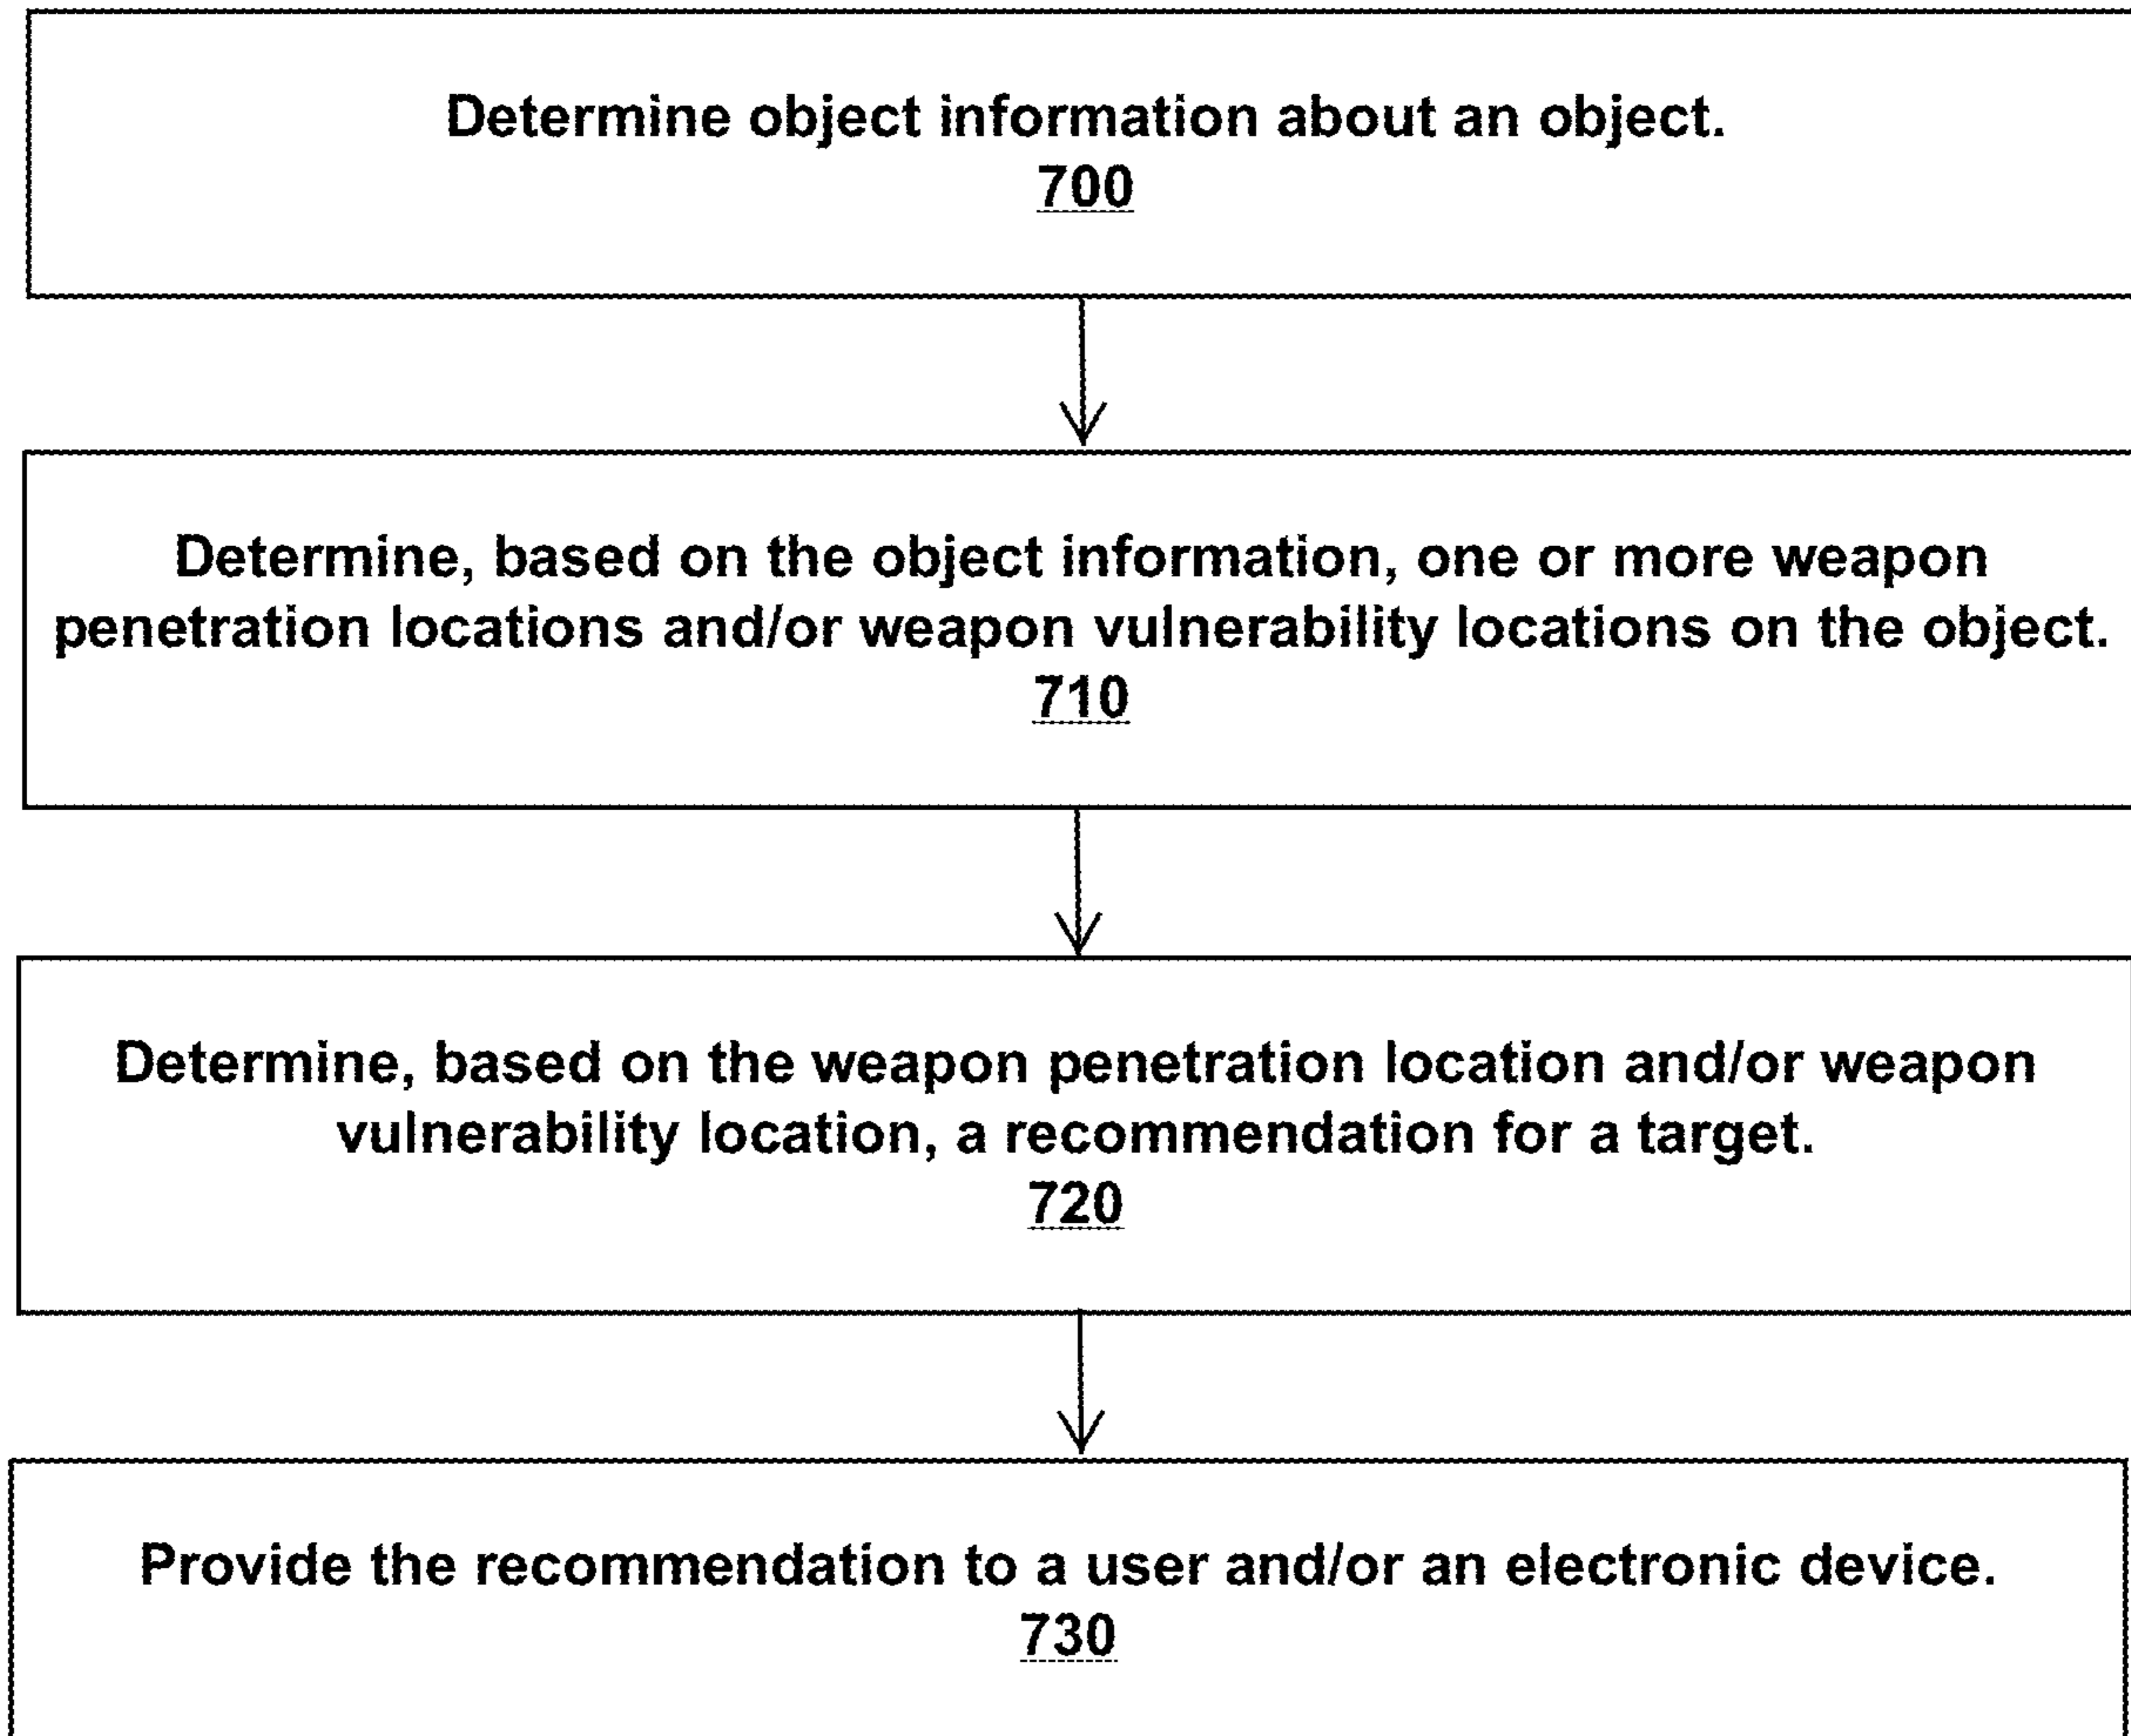 Determine object information about an object.
700
Determine, based on the object information, one or more weapon
penetration locations and/or weapon vulnerability locations on the object.
710
Determine, based on the weapon penetration location and/or weapon
vulnerability location, a recommendation for a target.
720
Provide the recommendation to a user and/or an electronic device.
730